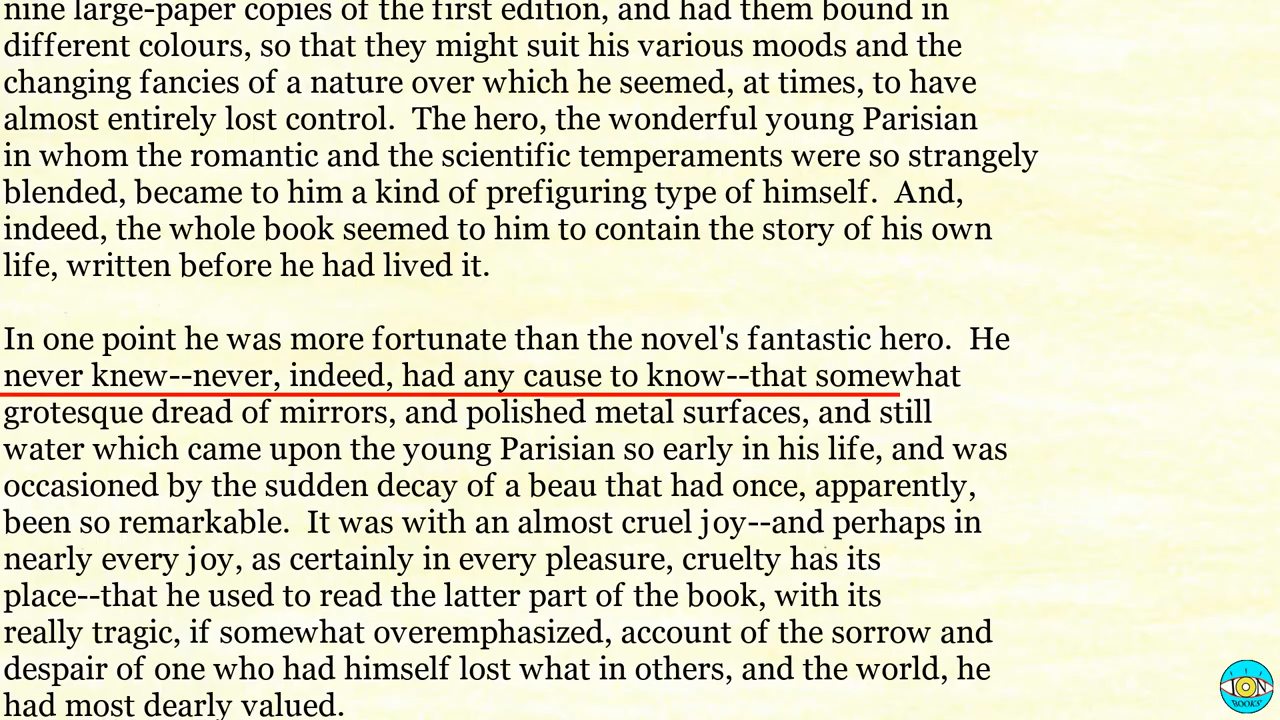 nine large-paper copies of the first edition, and had them bound in
different colours, so that they might suit his various moods and the
changing fancies of a nature over which he seemed, at times, to have
almost entirely lost control.  The hero, the wonderful young Parisian
in whom the romantic and the scientific temperaments were so strangely
blended, became to him a kind of prefiguring type of himself.  And,
indeed, the whole book seemed to him to contain the story of his own
life, written before he had lived it.
In one point he was more fortunate than the novel's fantastic hero.  He
never knew--never, indeed, had any cause to know--that somewhat
grotesque dread of mirrors, and polished metal surfaces, and still
water which came upon the young Parisian so early in his life, and was
occasioned by the sudden decay of a beau that had once, apparently,
been so remarkable.  It was with an almost cruel joy--and perhaps in
nearly every joy, as certainly in every pleasure, cruelty has its
place--that he used to read the latter part of the book, with its
really tragic, if somewhat overemphasized, account of the sorrow and
despair of one who had himself lost what in others, and the world, he
had most dearly valued.
ION
BOOKS